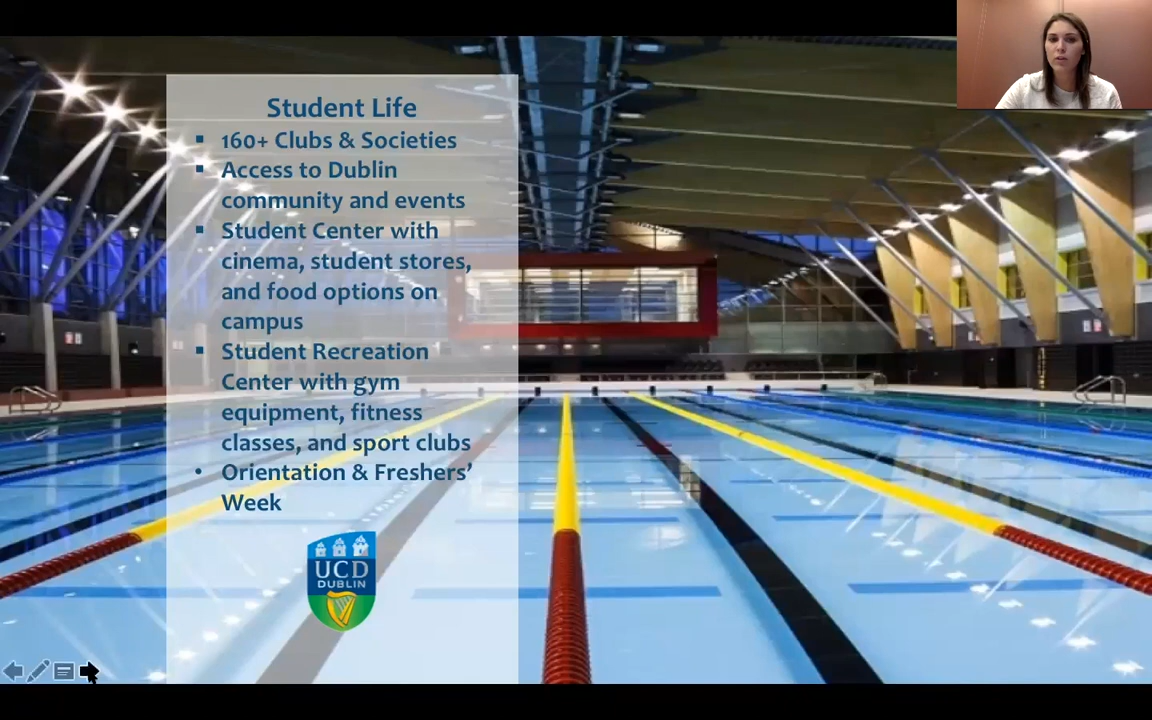 Student Life
▪ 160+ Clubs & Societies
▪ Access to Dublin
community and events
▪ Student Center with
cinema, student stores,
and food options on
campus
▪ Student Recreation
Center with gym
equipment, fitness
classes, and sport clubs
• Orientation & Freshers’
Week
UCD
DUBLIN